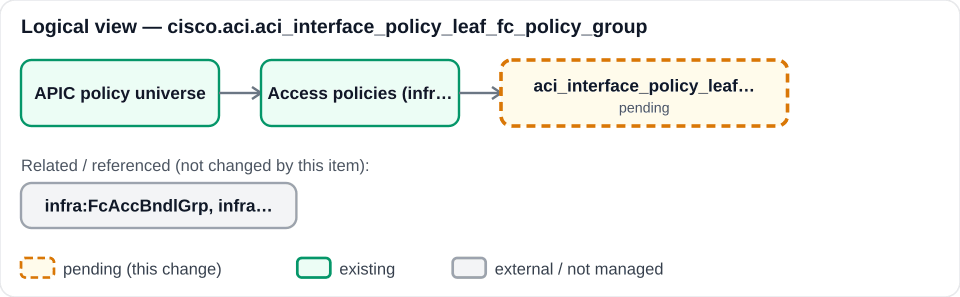 Logical view — cisco.aci.aci_interface_policy_leaf_fc_policy_group
APIC policy universe
Access policies (infr…
aci_interface_policy_leaf…
pending
Related / referenced (not changed by this item):
infra:FcAccBndlGrp, infra…
pending (this change)
existing
external / not managed